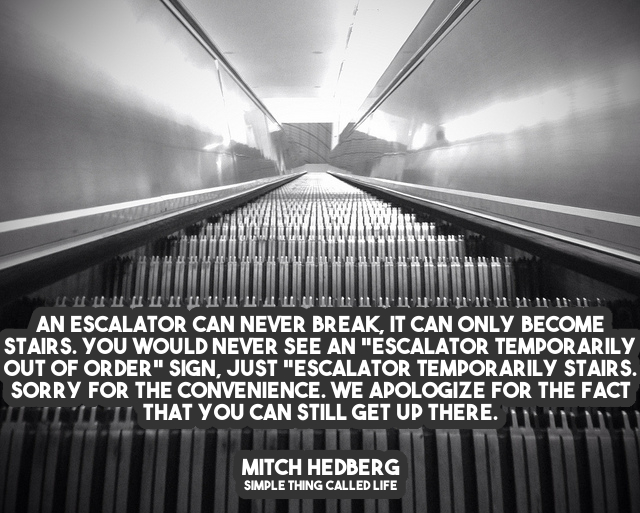 AN ESCALATOR CAN NEVER BREAK, IT CAN ONLY BECOME
STAIRS. YOU WOULD NEVER SEE AN "ESCALATOR TEMPORARILY
OUT OF ORDER" SIGN, JUST "ESCALATOR TEMPORARILY STAIRS.
SORRY FOR THE CONVENIENCE. WE APOLOGIZE FOR THE FACT
THAT YOU CAN STILL GET UP THERE.
MITCH HEDBERG
SIMPLE THING CALLED LIFE